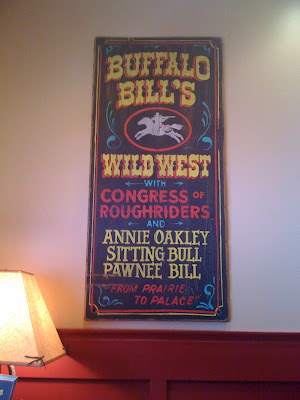 BUFFALO
BILL'S
WILD WEST
WITH
CONGRESS OF
ROUGHRIDERS
AND
ANNIE OAKLEY
SITTING BULL
PAWNEE BILL
"FROM PRAIRIE
TO PALACE"